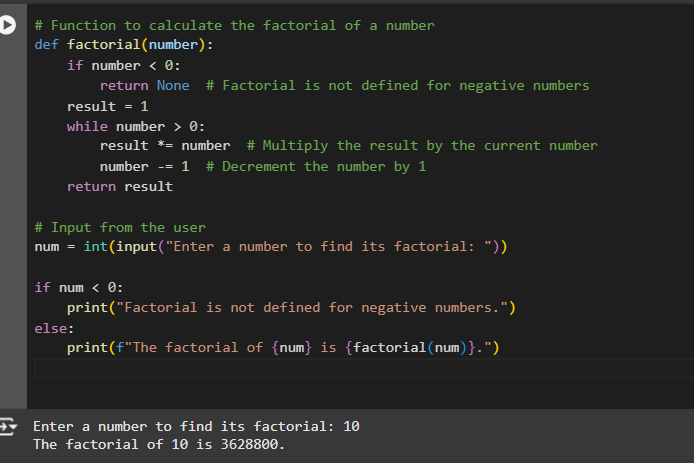 # Function to calculate the factorial of a number
def factorial(number):
    if number < 0:
        return None  # Factorial is not defined for negative numbers
    result = 1
    while number > 0:
        result *= number  # Multiply the result by the current number
        number -= 1  # Decrement the number by 1
    return result

# Input from the user
num = int(input("Enter a number to find its factorial: "))

if num < 0:
    print("Factorial is not defined for negative numbers.")
else:
    print(f"The factorial of {num} is {factorial(num)}.")

Enter a number to find its factorial: 10
The factorial of 10 is 3628800.